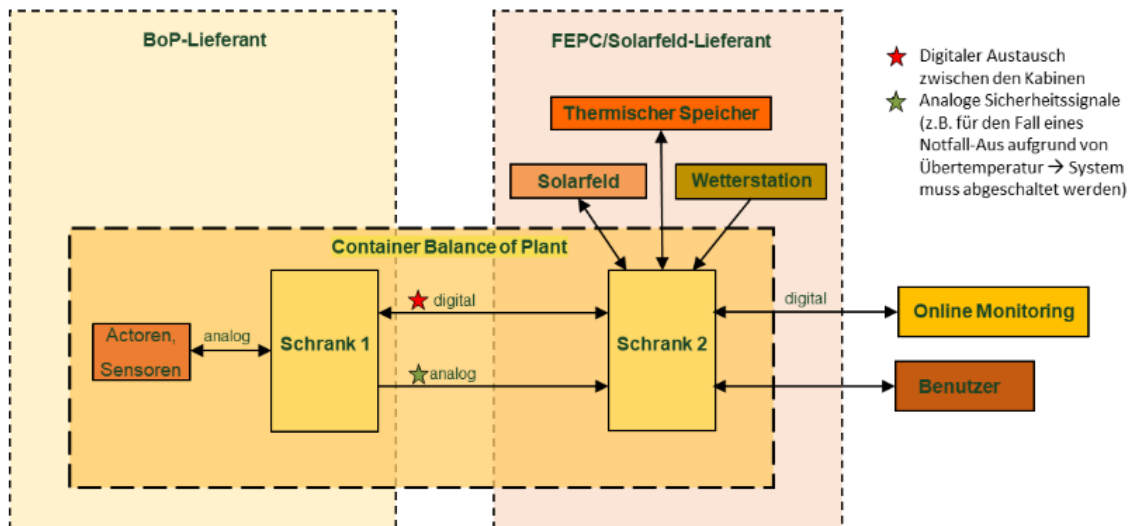 BoP-Lieferant
FEPC/Solarfeld-Lieferant
Digitaler Austausch
zwischen den Kabinen
Analoge Sicherheitssignale
(z.B. für den Fall eines
Notfall-Aus aufgrund von
Übertemperatur → System
muss abgeschaltet werden)
Thermischer Speicher
Solarfeld
Wetterstation
Container Balance of Plant
digital
digital
Actoren,
Sensoren
analog
Schrank 1
Schrank 2
Online Monitoring
analog
Benutzer